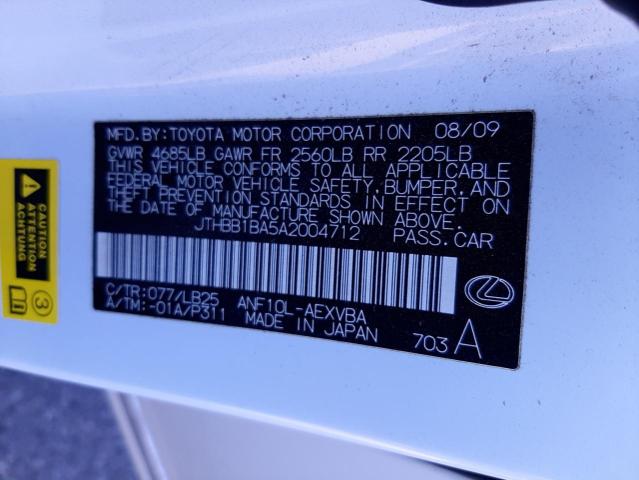 MFD. BY: TOYOTA MOTOR CORPORATION 08/09
GVWR 4685LB GAWR FR 2560LB RR 2205LB
THIS VEHICLE CONFORMS TO ALL APPLICABLE
FEDERAL MOTOR VEHICLE SAFETY, BUMPER, AND
THEFT PREVENTION STANDARDS IN EFFECT ON
THE DATE OF MANUFACTURE SHOWN ABOVE.
JTHBB1BA5A2004712 PASS. CAR
C/TR: 077/LB25 ANF10L-AEXVBA
A/TM: -01A/P311 MADE IN JAPAN
703 A
CAUTION
ATTENTION
ACHTUNG
3